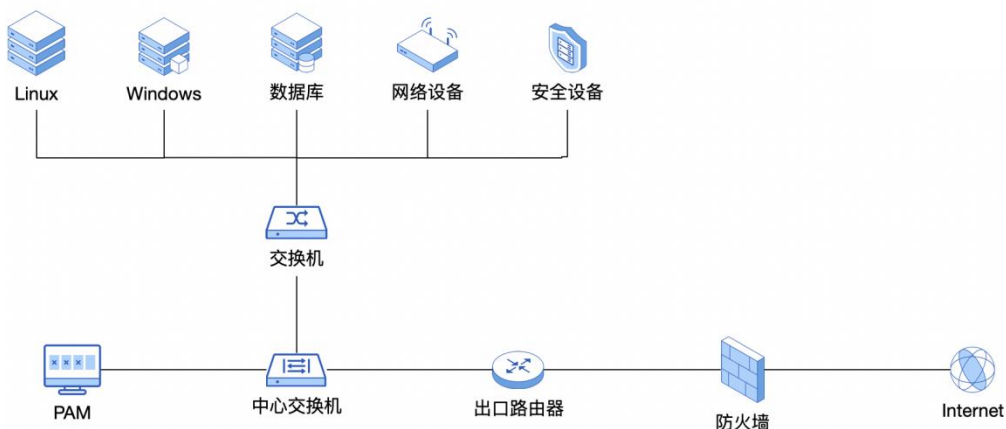 Linux
Windows
数据库
网络设备
安全设备
交换机
PAM
中心交换机
出口路由器
防火墙
Internet